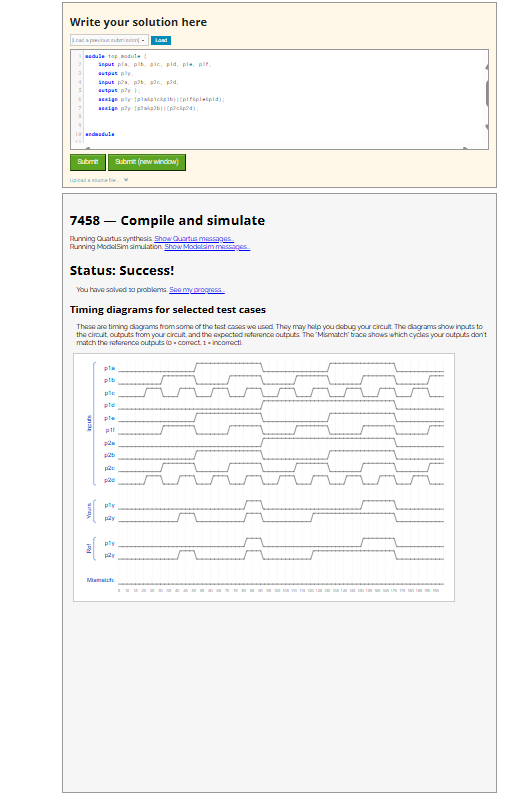 Write your solution here
Load a previous submission
Load
1 module top_module (
2 input p1a, p1b, p1c, p1d, p1e, p1f,
3 output p1y,
4 input p2a, p2b, p2c, p2d,
5 output p2y );
6 assign p1y=(p1a&p1c&p1b)|(p1f&p1e&p1d);
7 assign p2y=(p2a&p2b)|(p2c&p2d);
8
9
10 endmodule
11
Submit
Submit (new window)
Upload a source file...
7458 — Compile and simulate
Running Quartus synthesis. Show Quartus messages...
Running ModelSim simulation. Show Modelsim messages...
Status: Success!
You have solved 10 problems. See my progress...
Timing diagrams for selected test cases
These are timing diagrams from some of the test cases we used. They may help you debug your circuit. The diagrams show inputs to
the circuit, outputs from your circuit, and the expected reference outputs. The "Mismatch" trace shows which cycles your outputs don't
match the reference outputs (0 = correct, 1 = incorrect).
Inputs
p1a
p1b
p1c
p1d
p1e
p1f
p2a
p2b
p2c
p2d
Yours
p1y
p2y
Ref
p1y
p2y
Mismatch